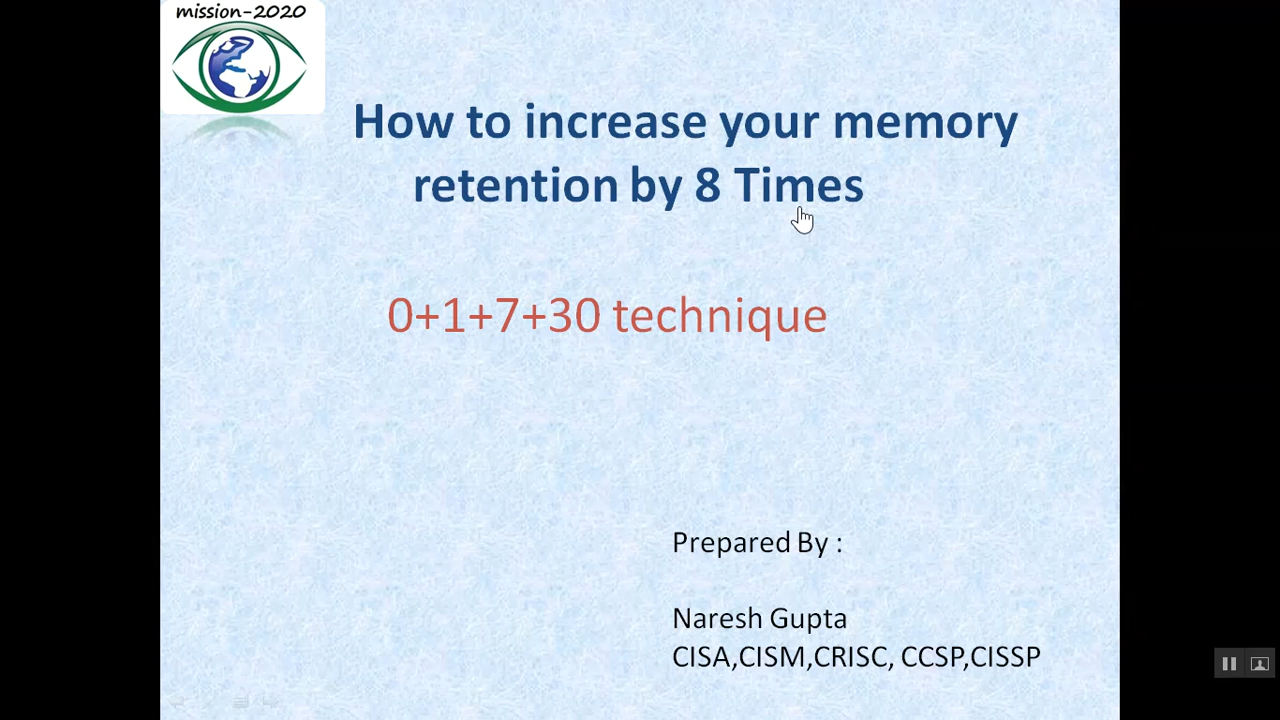 mission-2020
How to increase your memory
retention by 8 Times
0+1+7+30 technique
Prepared By :
Naresh Gupta
CISA,CISM,CRISC, CCSP,CISSP